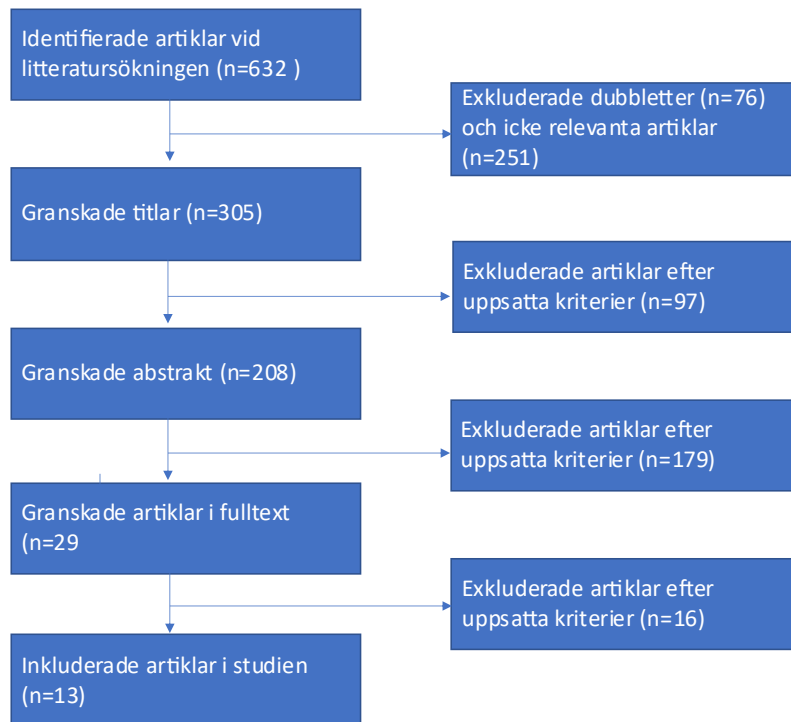 Identifierade artiklar vid
litteratursökningen (n=632 )
Exkluderade dubbletter (n=76)
och icke relevanta artiklar
(n=251)
Granskade titlar (n=305)
Exkluderade artiklar efter
uppsatta kriterier (n=97)
Granskade abstrakt (n=208)
Exkluderade artiklar efter
uppsatta kriterier (n=179)
Granskade artiklar i fulltext
(n=29
Exkluderade artiklar efter
uppsatta kriterier (n=16)
Inkluderade artiklar i studien
(n=13)